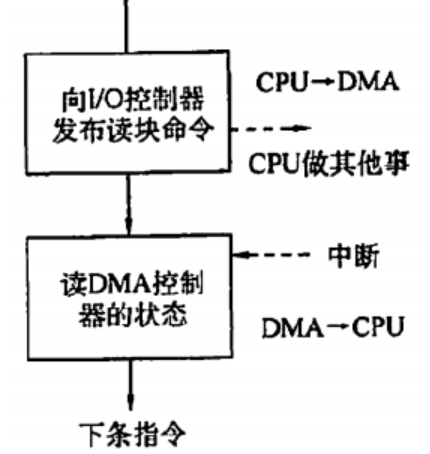 向I/O控制器
发布读块命令
CPU→DMA
CPU做其他事
读DMA控制
器的状态
中断
DMA→CPU
下条指令